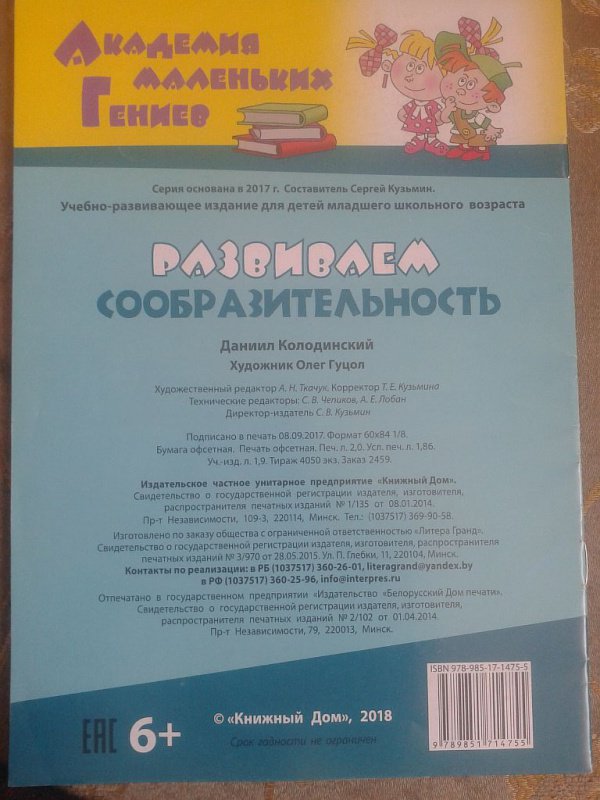 Академия
маленьких
Гениев
Серия основана в 2017 г. Составитель Сергей Кузьмин.
Учебно-развивающее издание для детей младшего школьного возраста
Развиваем
сообразительность
Даниил Колодинский
Художник Олег Гуцол
Художественный редактор А. Н. Ткачук. Корректор Т. Е. Кузьмина
Технические редакторы: С. В. Чепиков, А. Е. Лобан
Директор-издатель С. В. Кузьмин
Подписано в печать 08.09.2017. Формат 60х84 1/8.
Бумага офсетная. Печать офсетная. Печ. л. 2,0. Усл. печ. л. 1,86.
Уч.-изд. л. 1,9. Тираж 4050 экз. Заказ 2459.
Издательское частное унитарное предприятие «Книжный Дом».
Свидетельство о государственной регистрации издателя, изготовителя,
распространителя печатных изданий № 1/135 от 08.01.2014.
Пр-т Независимости, 109-3, 220114, Минск. Тел.: (1037517) 369-90-58.
Изготовлено по заказу общества с ограниченной ответственностью «Литера Гранд».
Свидетельство о государственной регистрации издателя, изготовителя, распространителя
печатных изданий № 3/970 от 28.05.2015. Ул. П. Глебки, 11, 220104, Минск.
Контакты по реализации: в РБ (1037517) 360-26-01, literagrand@yandex.by
в РФ (1037517) 360-25-96, info@interpres.ru
Отпечатано в государственном предприятии «Издательство «Белорусский Дом печати».
Свидетельство о государственной регистрации издателя, изготовителя,
распространителя печатных изданий № 2/102 от 01.04.2014.
Пр-т Независимости, 79, 220013, Минск.
ISBN 978-985-17-1475-5
EAC 6+
© «Книжный Дом», 2018
Срок годности не ограничен
9 789851 714755